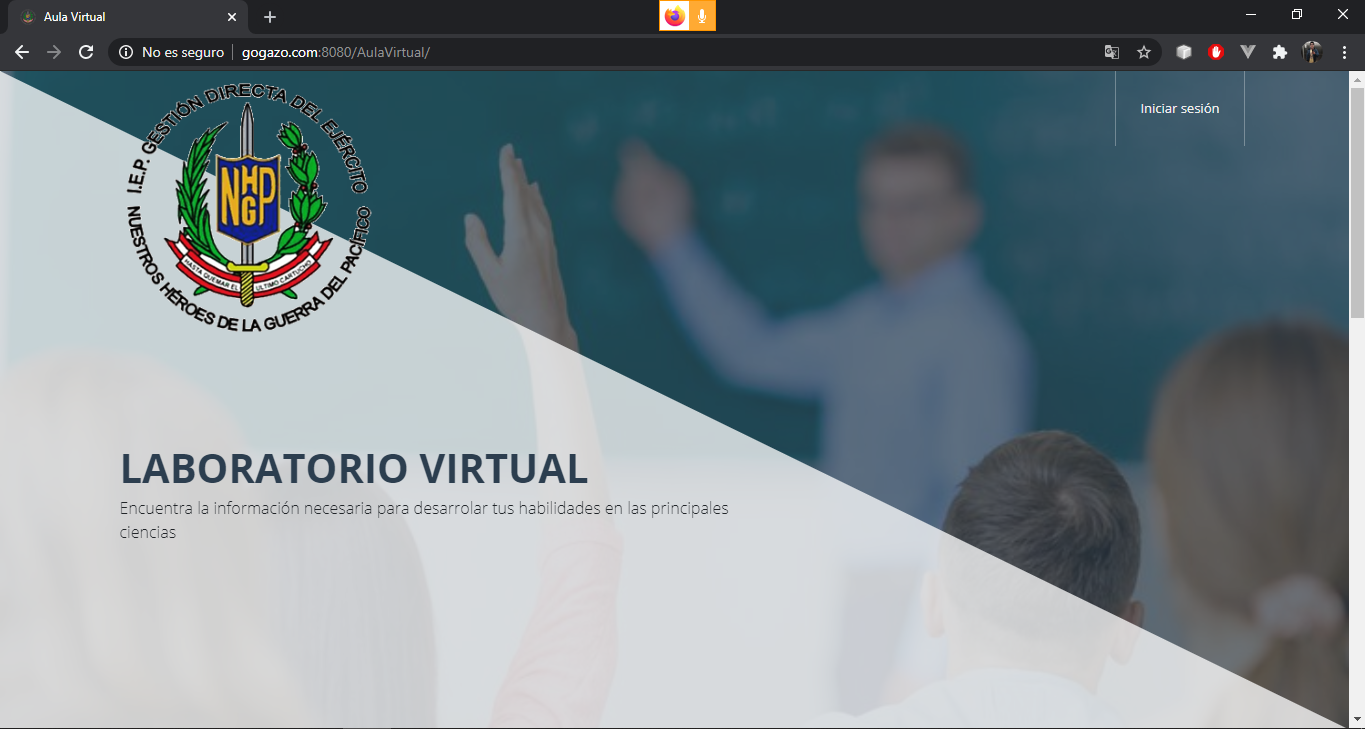 Aula Virtual
No es seguro
gogazo.com:8080/AulaVirtual/
Iniciar sesión
I.E.P. GESTIÓN DIRECTA DEL EJÉRCITO
NHGP
HASTA QUEMAR EL ULTIMO CARTUCHO
NUESTROS HÉROES DE LA GUERRA DEL PACÍFICO
LABORATORIO VIRTUAL
Encuentra la información necesaria para desarrolar tus habilidades en las principales
ciencias